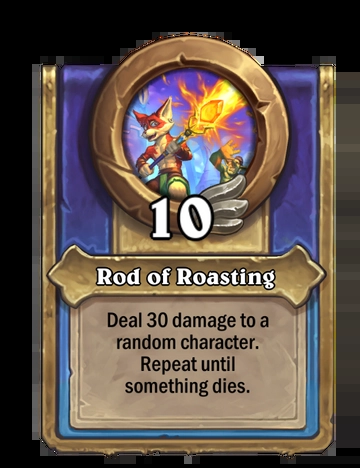 10
Rod of Roasting
Deal 30 damage to a
random character.
Repeat until
something dies.